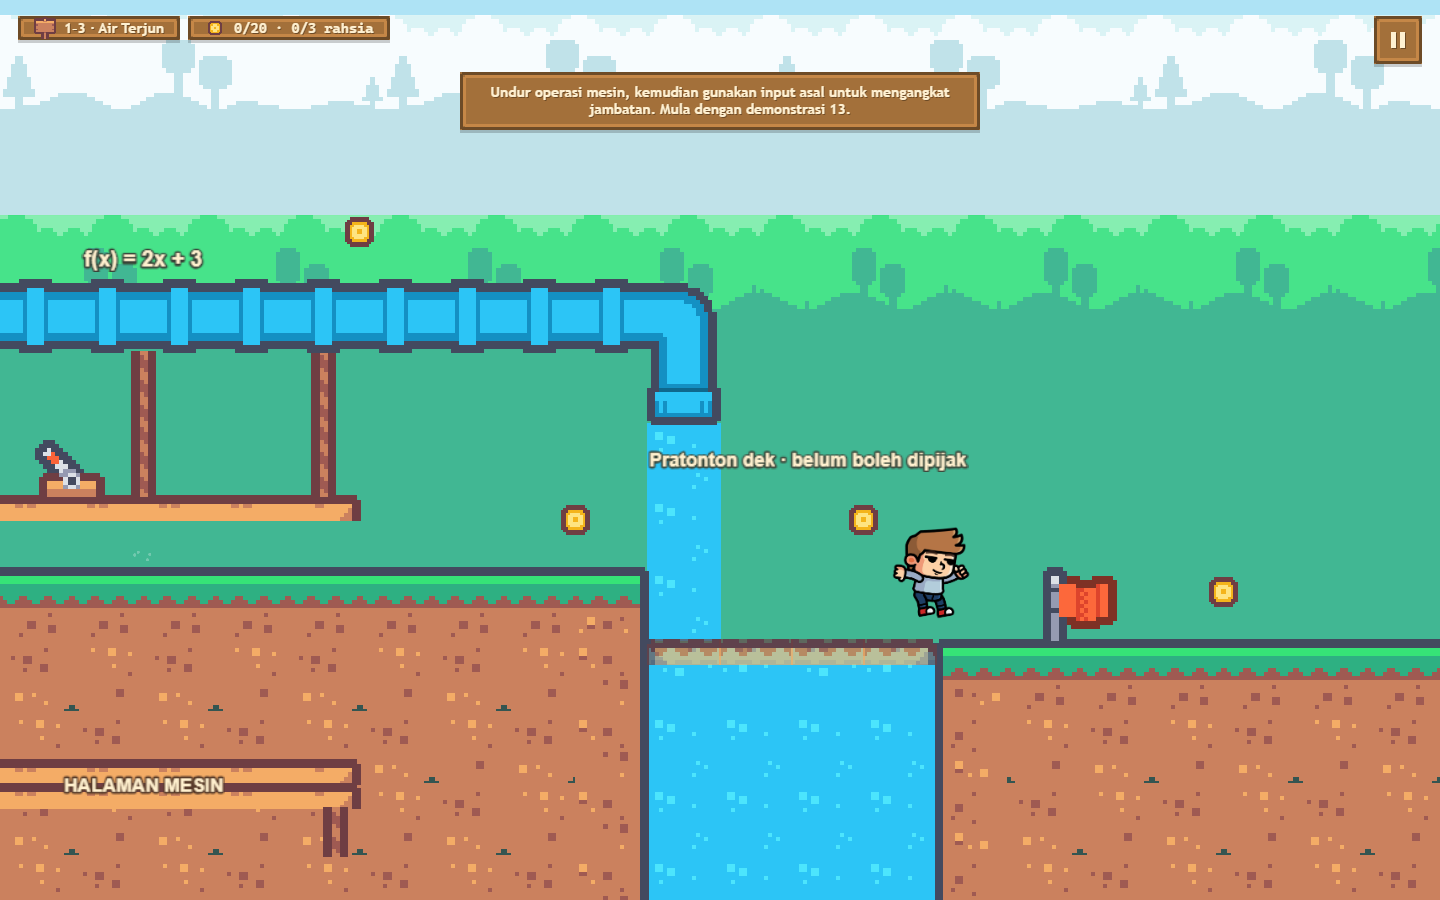 1-3 · Air Terjun
0/20 · 0/3 rahsia
Undur operasi mesin, kemudian gunakan input asal untuk mengangkat
jambatan. Mula dengan demonstrasi 13.
f(x) = 2x + 3
Pratonton dek · belum boleh dipijak
HALAMAN MESIN